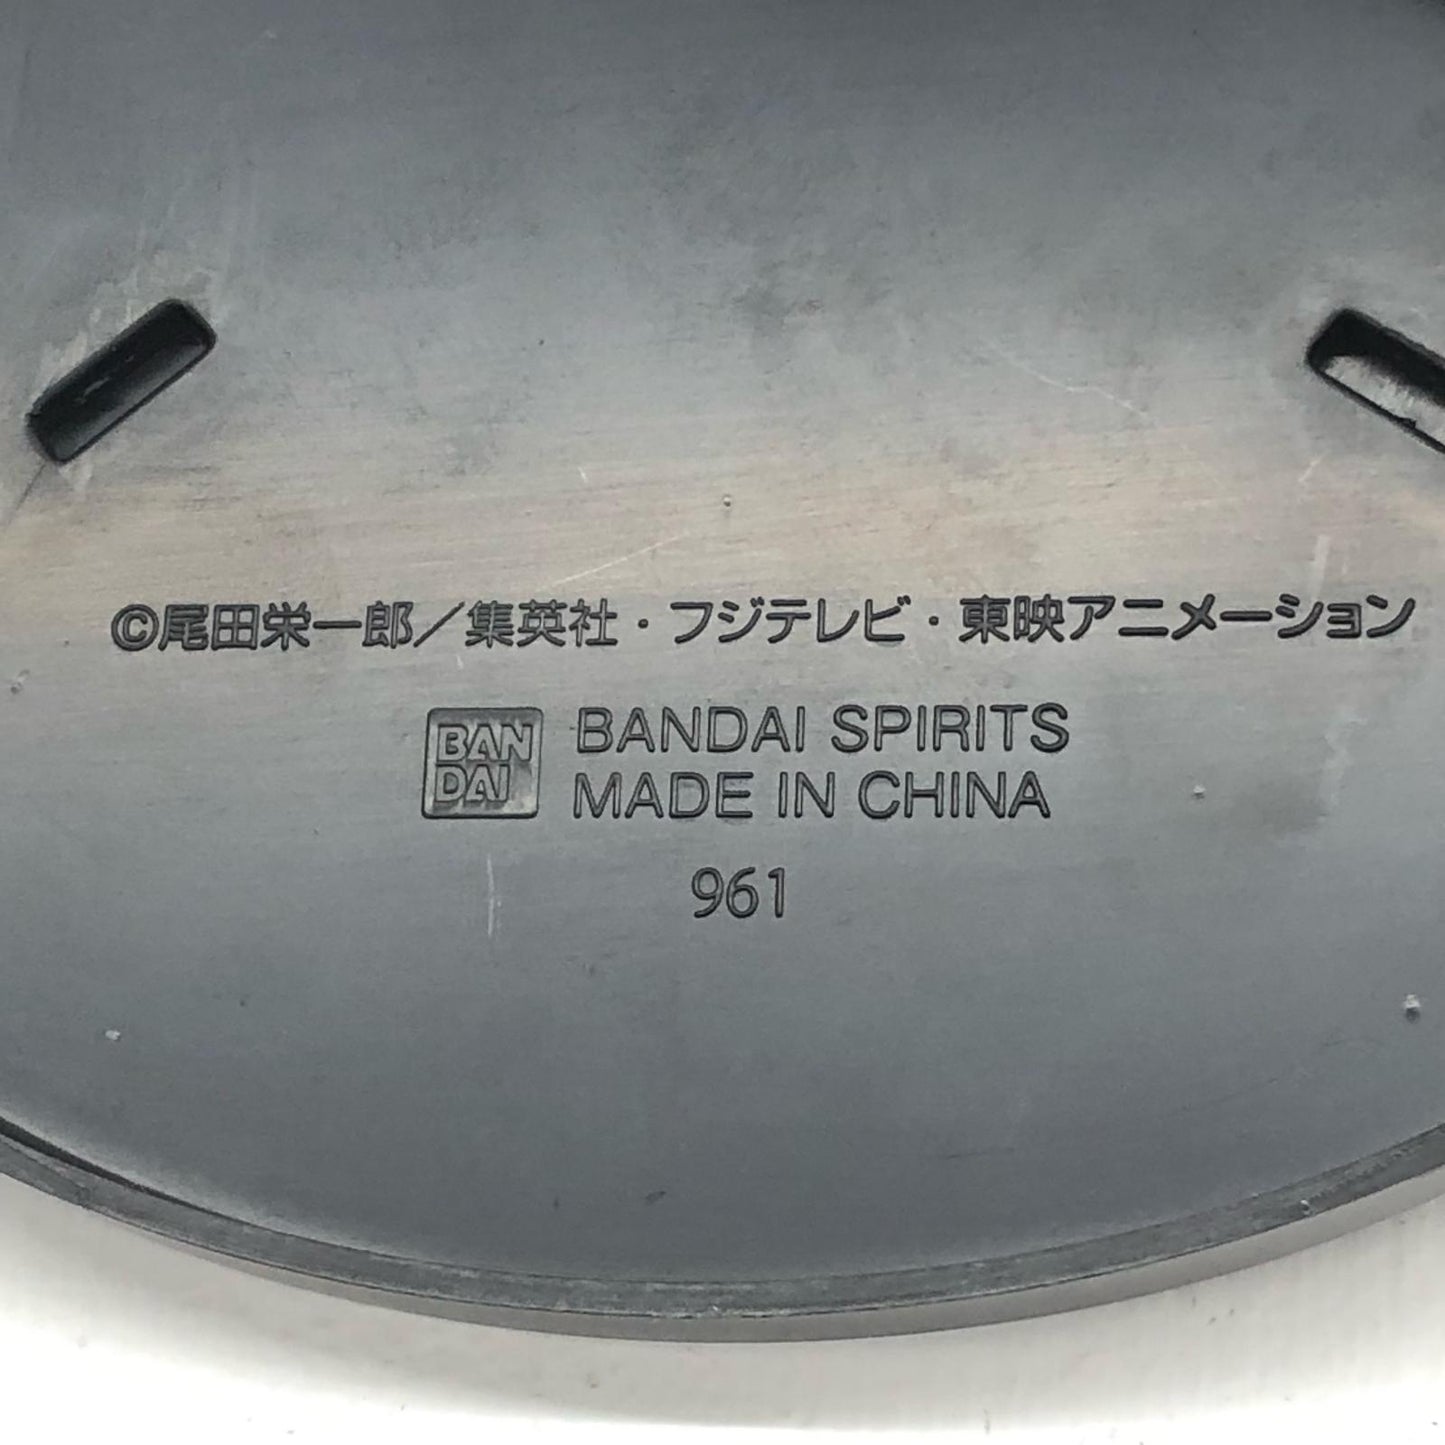 ©尾田栄一郎／集英社・フジテレビ・東映アニメーション
BAN
DAI
BANDAI SPIRITS
MADE IN CHINA
961